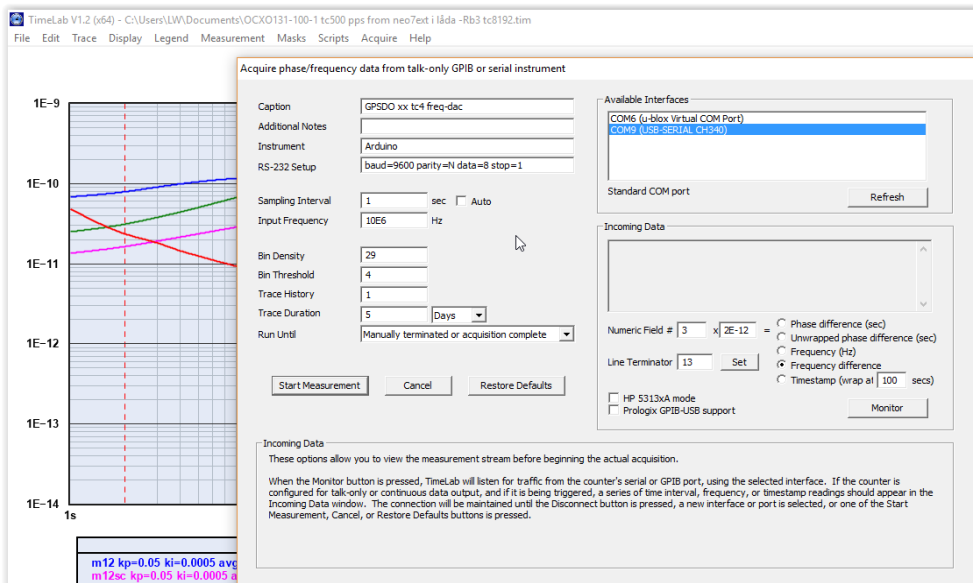 TimeLab V1.2 (x64) - C:\Users\LW\Documents\OCXO131-100-1 tc500 pps from neo7ext i låda -Rb3 tc8192.tim
File Edit Trace Display Legend Measurement Masks Scripts Acquire Help
Acquire phase/frequency data from talk-only GPIB or serial instrument
Caption GPSDO xx tc4 freq-dac
Additional Notes
Instrument Arduino
RS-232 Setup baud=9600 parity=N data=8 stop=1
Sampling Interval 1 sec Auto
Input Frequency 10E6 Hz
Bin Density 29
Bin Threshold 4
Trace History 1
Trace Duration 5 Days
Run Until Manually terminated or acquisition complete
Start Measurement Cancel Restore Defaults
Available Interfaces
COM6 (u-blox Virtual COM Port)
COM9 (USB-SERIAL CH340)
Standard COM port
Refresh
Incoming Data
Numeric Field # 3 x 2E-12 =
Phase difference (sec)
Unwrapped phase difference (sec)
Frequency (Hz)
Frequency difference
Timestamp (wrap at 100 secs)
Line Terminator 13 Set
HP 5313xA mode
Prologix GPIB-USB support
Monitor
Incoming Data
These options allow you to view the measurement stream before beginning the actual acquisition.
When the Monitor button is pressed, TimeLab will listen for traffic from the counter's serial or GPIB port, using the selected interface. If the counter is
configured for talk-only or continuous data output, and if it is being triggered, a series of time interval, frequency, or timestamp readings should appear in the
Incoming Data window. The connection will be maintained until the Disconnect button is pressed, a new interface or port is selected, or one of the Start
Measurement, Cancel, or Restore Defaults buttons is pressed.
1E-9
1E-10
1E-11
1E-12
1E-13
1E-14
1s
m12 kp=0.05 ki=0.0005 avg
m12sc kp=0.05 ki=0.0005 a